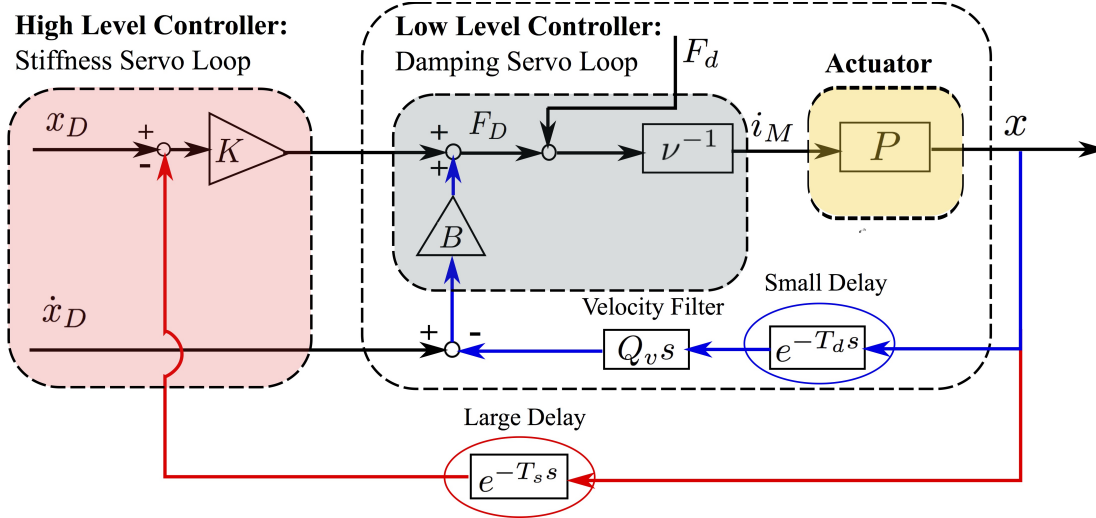 High Level Controller:
Stiffness Servo Loop
Low Level Controller:
Damping Servo Loop
F_d
Actuator
x_D
+
-
K
+
+
F_D
ν^{-1}
i_M
P
x
B
ẋ_D
+
-
Velocity Filter
Q_v s
Small Delay
e^{-T_d s}
Large Delay
e^{-T_s s}